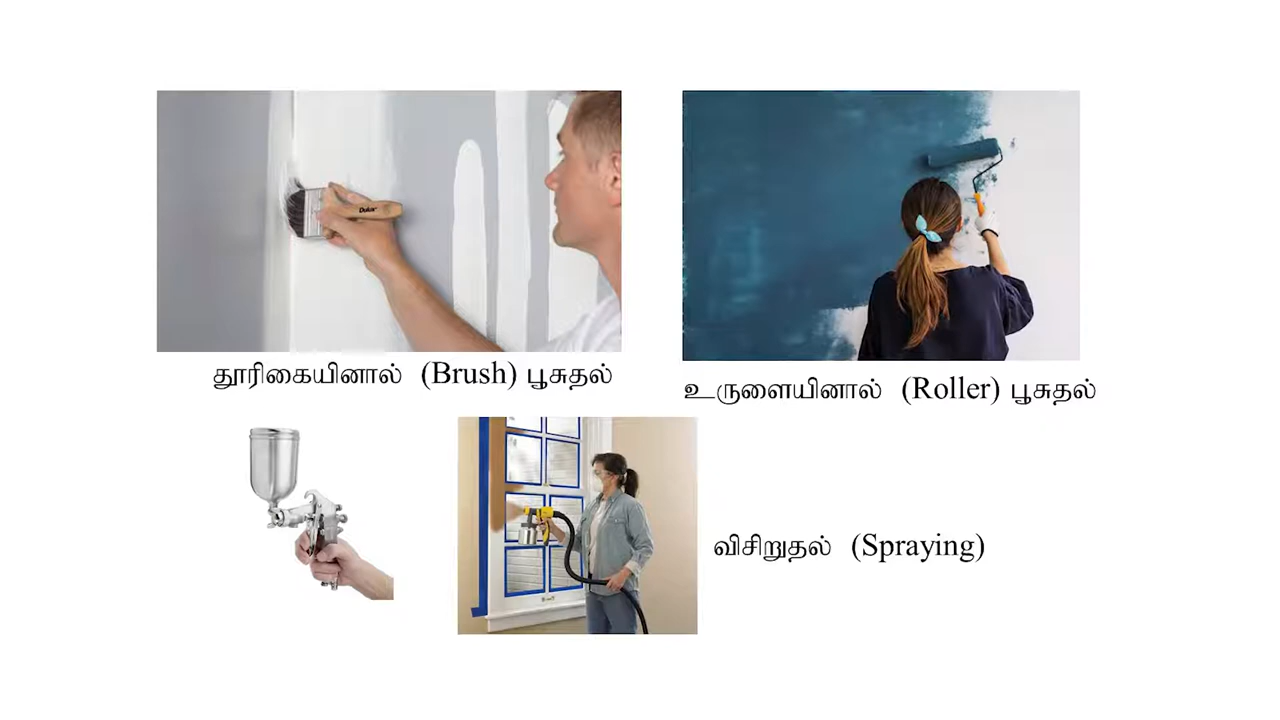 தூரிகையினால் (Brush) பூசுதல்
உருளையினால் (Roller) பூசுதல்
விசிறுதல் (Spraying)